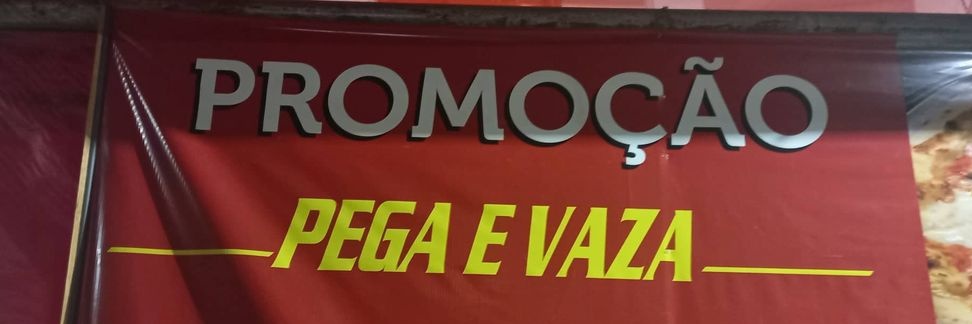 PROMOÇÃO
PEGA E VAZA